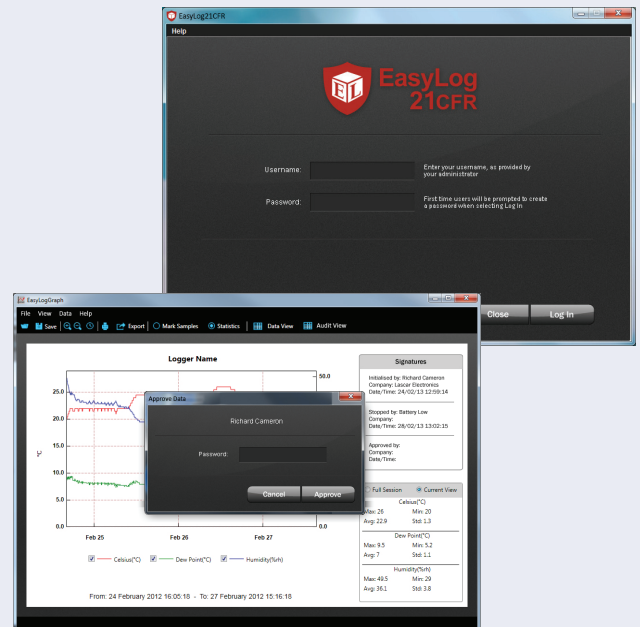 EasyLog21CFR
Help
EL
EasyLog
21CFR
Username:
Enter your username, as provided by
your administrator
Password:
First time users will be prompted to create
a password when selecting Log In
Close Log In
EasyLogGraph
File View Data Help
Save Export Mark Samples Statistics Data View Audit View
Logger Name
°C
25.0
20.0
15.0
10.0
5.0
0.0
50.0
0.0
Feb 25 Feb 26 Feb 27
Celsius(°C) Dew Point(°C) Humidity(%rh)
From: 24 February 2012 16:05:18 - To: 27 February 2012 15:16:18
Approve Data
Richard Cameron
Password:
Cancel Approve
Signatures
Initialised by: Richard Cameron
Company: Lascar Electronics
Date/Time: 24/02/13 12:59:14
Stopped by: Battery Low
Company:
Date/Time: 28/02/13 13:02:15
Approved by:
Company:
Date/Time:
Full Session Current View
Celsius(°C)
Max: 26 Min: 20
Avg: 22.9 Std: 1.3
Dew Point(°C)
Max: 9.5 Min: 5.2
Avg: 7 Std: 1.1
Humidity(%rh)
Max: 49.5 Min: 29
Avg: 36.1 Std: 3.8